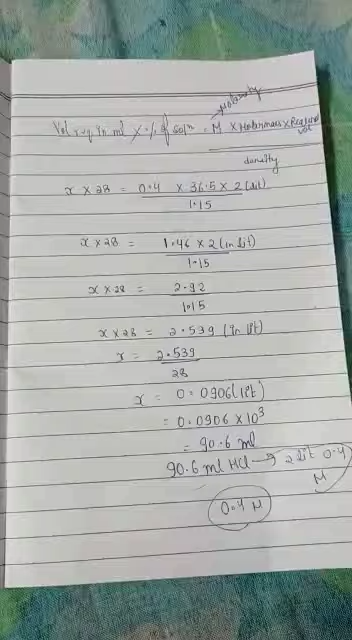 Molarity
Vol req. in ml × % of soln = M × Molarmass × Required vol
density
x × 28 = 0.4 × 36.5 × 2 (lit)
1.15
x × 28 = 1.46 × 2 (in lit)
1.15
x × 28 = 2.92
1.15
x × 28 = 2.539 (in lit)
x = 2.539
28
x = 0.0906 (lit)
= 0.0906 × 10³
= 90.6 ml
90.6 ml HCl → 2 lit 0.4
M
0.4 M